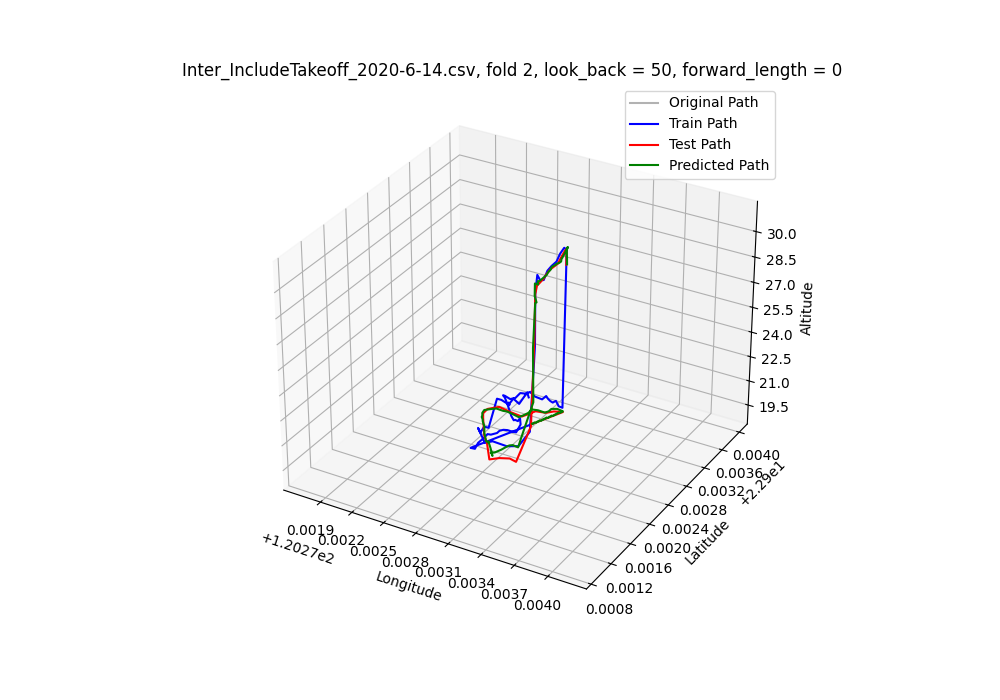 Inter_IncludeTakeoff_2020-6-14.csv, fold 2, look_back = 50, forward_length = 0
Original Path
Train Path
Test Path
Predicted Path
30.0
28.5
27.0
25.5
24.0
22.5
21.0
19.5
Altitude
0.0040
0.0036
0.0032
0.0028
0.0024
0.0020
0.0016
0.0012
0.0008
+2.29e1
Latitude
0.0019
0.0022
0.0025
0.0028
0.0031
0.0034
0.0037
0.0040
+1.2027e2
Longitude